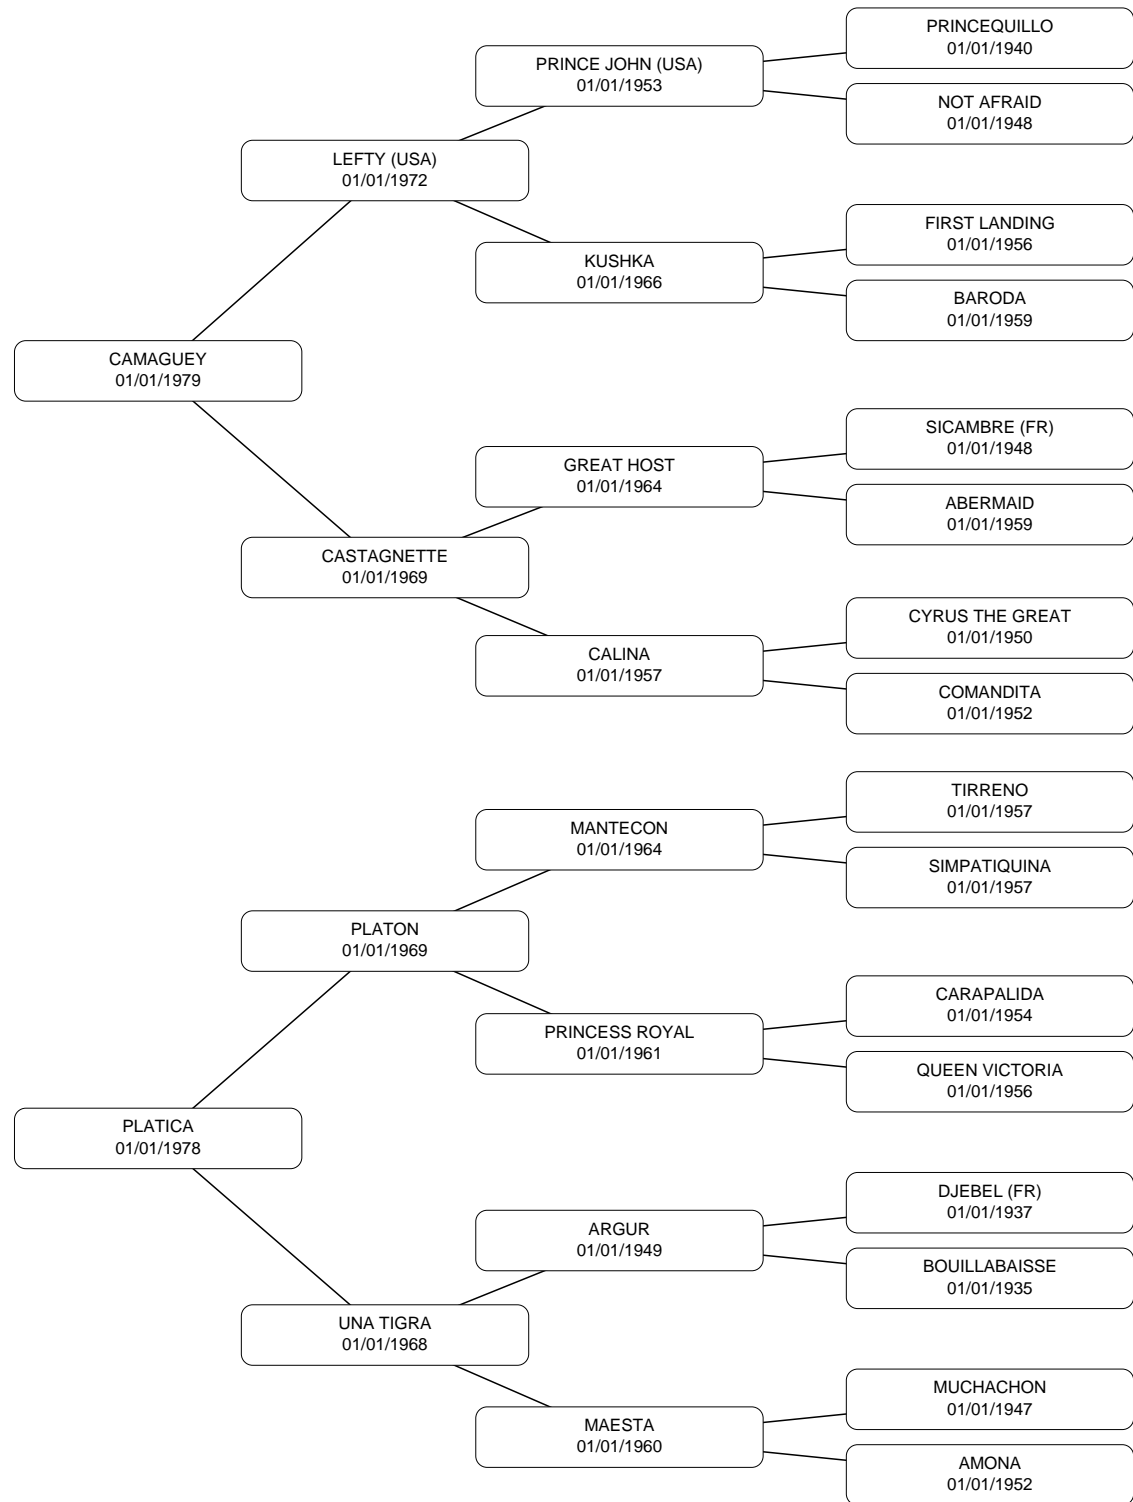 PRINCEQUILLO
01/01/1940
PRINCE JOHN (USA)
01/01/1953
NOT AFRAID
01/01/1948
LEFTY (USA)
01/01/1972
FIRST LANDING
01/01/1956
KUSHKA
01/01/1966
BARODA
01/01/1959
CAMAGUEY
01/01/1979
SICAMBRE (FR)
01/01/1948
GREAT HOST
01/01/1964
ABERMAID
01/01/1959
CASTAGNETTE
01/01/1969
CYRUS THE GREAT
01/01/1950
CALINA
01/01/1957
COMANDITA
01/01/1952
TIRRENO
01/01/1957
MANTECON
01/01/1964
SIMPATIQUINA
01/01/1957
PLATON
01/01/1969
CARAPALIDA
01/01/1954
PRINCESS ROYAL
01/01/1961
QUEEN VICTORIA
01/01/1956
PLATICA
01/01/1978
DJEBEL (FR)
01/01/1937
ARGUR
01/01/1949
BOUILLABAISSE
01/01/1935
UNA TIGRA
01/01/1968
MUCHACHON
01/01/1947
MAESTA
01/01/1960
AMONA
01/01/1952